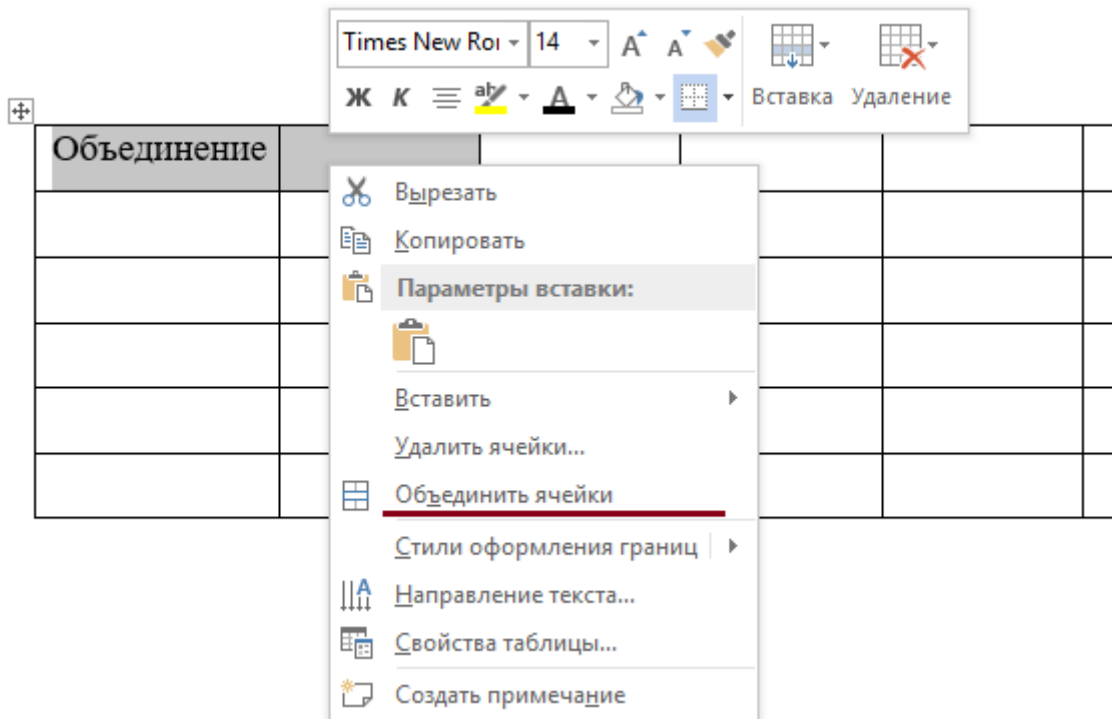 Times New Roı 14
Ж К Вставка Удаление
Объединение
Вырезать
Копировать
Параметры вставки:
Вставить
Удалить ячейки...
Объединить ячейки
Стили оформления границ
Направление текста...
Свойства таблицы...
Создать примечание